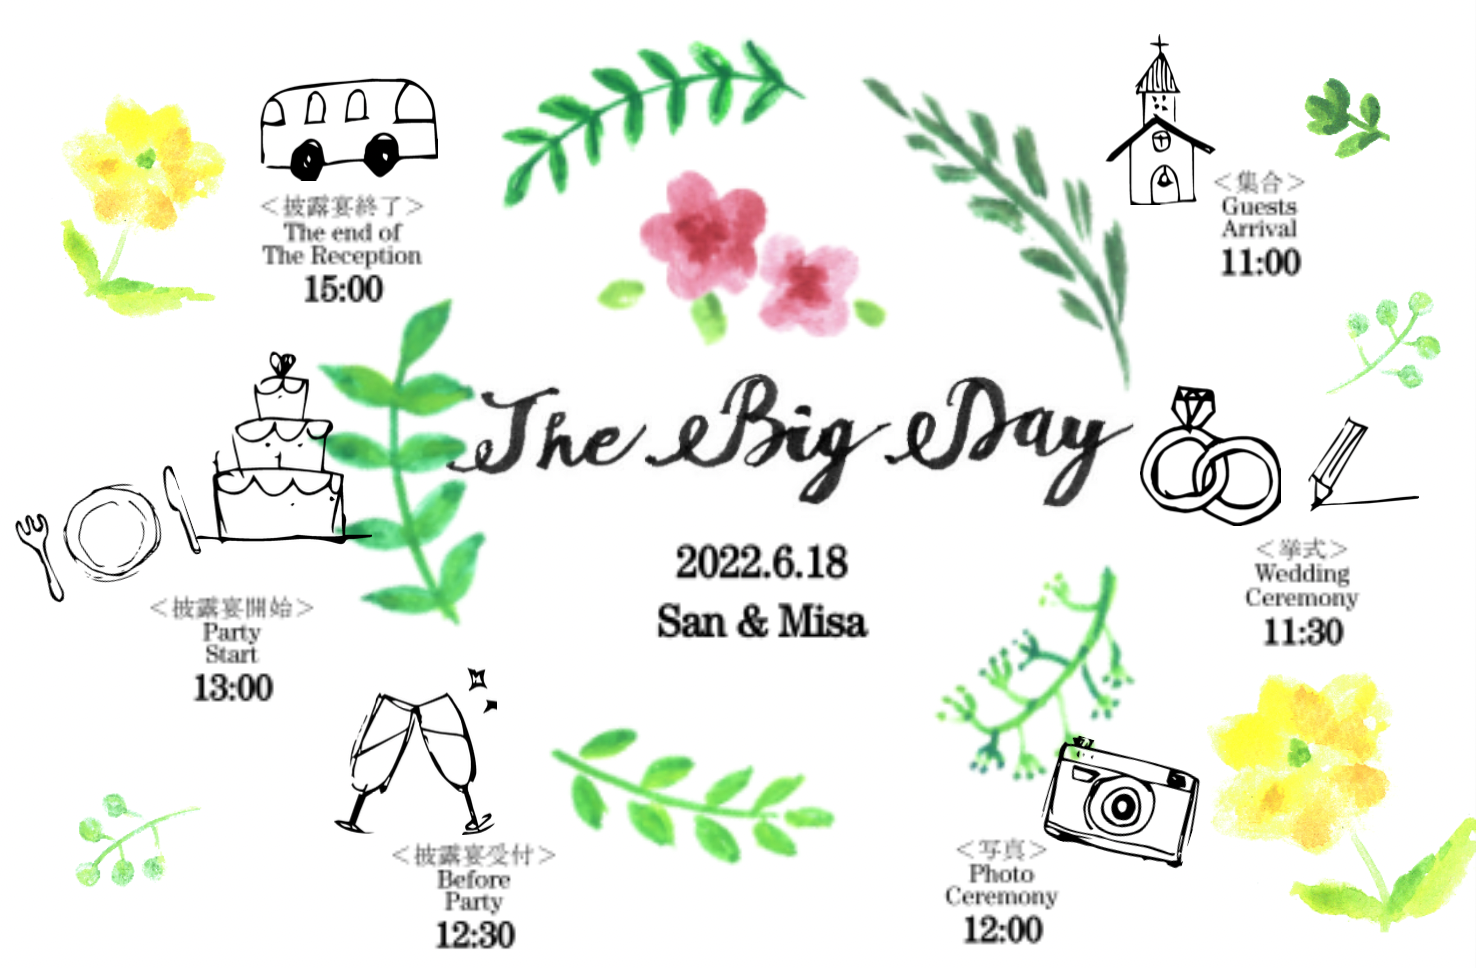 The Big Day
2022.6.18
San & Misa
＜集合＞
Guests
Arrival
11:00
＜挙式＞
Wedding
Ceremony
11:30
＜写真＞
Photo
Ceremony
12:00
＜披露宴受付＞
Before
Party
12:30
＜披露宴開始＞
Party
Start
13:00
＜披露宴終了＞
The end of
The Reception
15:00